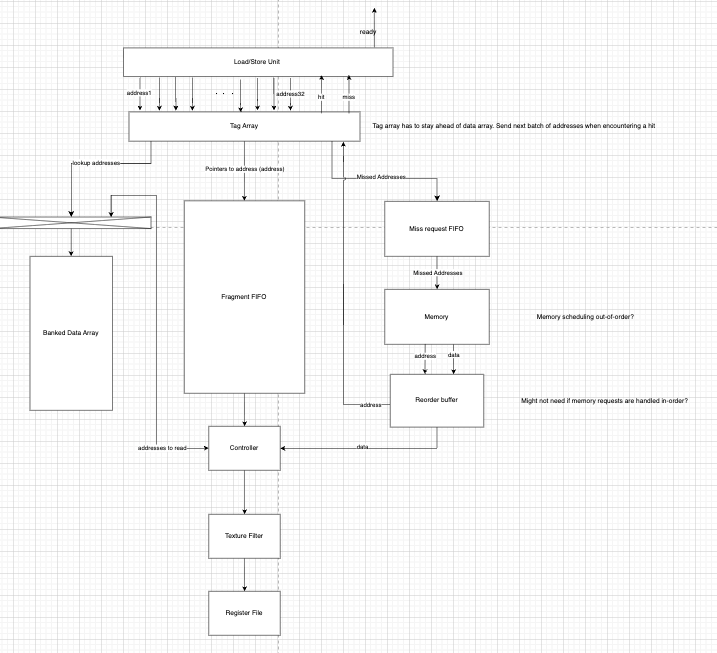 ready
Load/Store Unit
address1
. . .
address32
hit
miss
Tag Array
Tag array has to stay ahead of data array. Send next batch of addresses when encountering a hit
lookup addresses
Pointers to address (address)
Missed Addresses
Miss request FIFO
Missed Addresses
Fragment FIFO
Memory
Memory scheduling out-of-order?
Banked Data Array
address
data
Reorder buffer
Might not need if memory requests are handled in-order?
address
addresses to read
Controller
data
Texture Filter
Register File